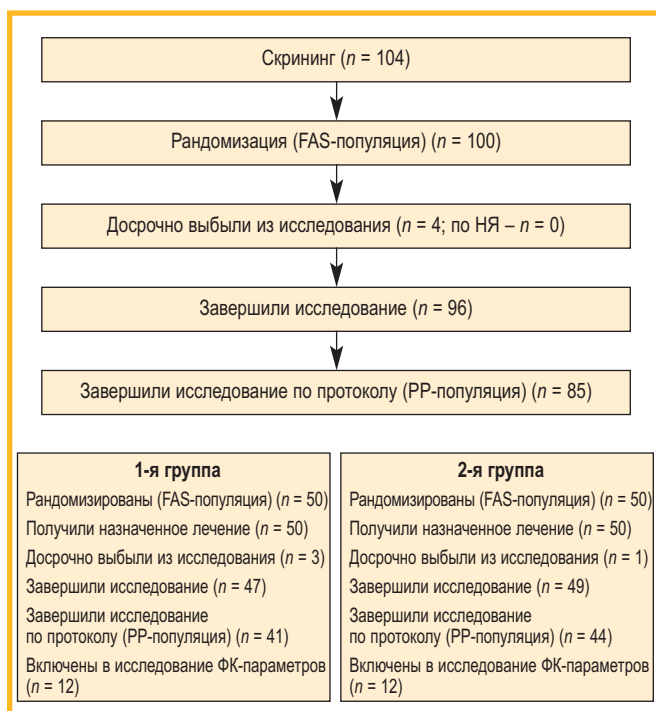 Скрининг (n = 104)
Рандомизация (FAS-популяция) (n = 100)
Досрочно выбыли из исследования (n = 4; по НЯ – n = 0)
Завершили исследование (n = 96)
Завершили исследование по протоколу (PP-популяция) (n = 85)
1-я группа
Рандомизированы (FAS-популяция) (n = 50)
Получили назначенное лечение (n = 50)
Досрочно выбыли из исследования (n = 3)
Завершили исследование (n = 47)
Завершили исследование
по протоколу (PP-популяция) (n = 41)
Включены в исследование ФК-параметров
(n = 12)
2-я группа
Рандомизированы (FAS-популяция) (n = 50)
Получили назначенное лечение (n = 50)
Досрочно выбыли из исследования (n = 1)
Завершили исследование (n = 49)
Завершили исследование
по протоколу (PP-популяция) (n = 44)
Включены в исследование ФК-параметров
(n = 12)